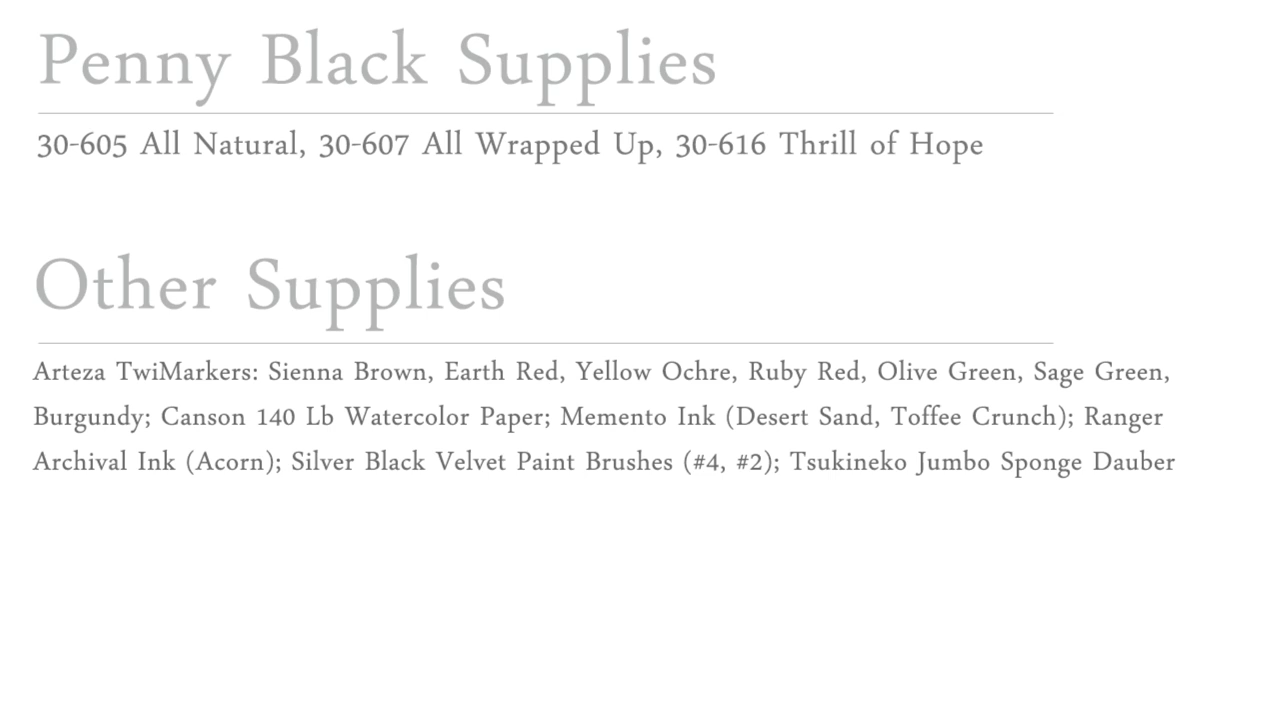 Penny Black Supplies
30-605 All Natural, 30-607 All Wrapped Up, 30-616 Thrill of Hope
Other Supplies
Arteza TwiMarkers: Sienna Brown, Earth Red, Yellow Ochre, Ruby Red, Olive Green, Sage Green,
Burgundy; Canson 140 Lb Watercolor Paper; Memento Ink (Desert Sand, Toffee Crunch); Ranger
Archival Ink (Acorn); Silver Black Velvet Paint Brushes (#4, #2); Tsukineko Jumbo Sponge Dauber